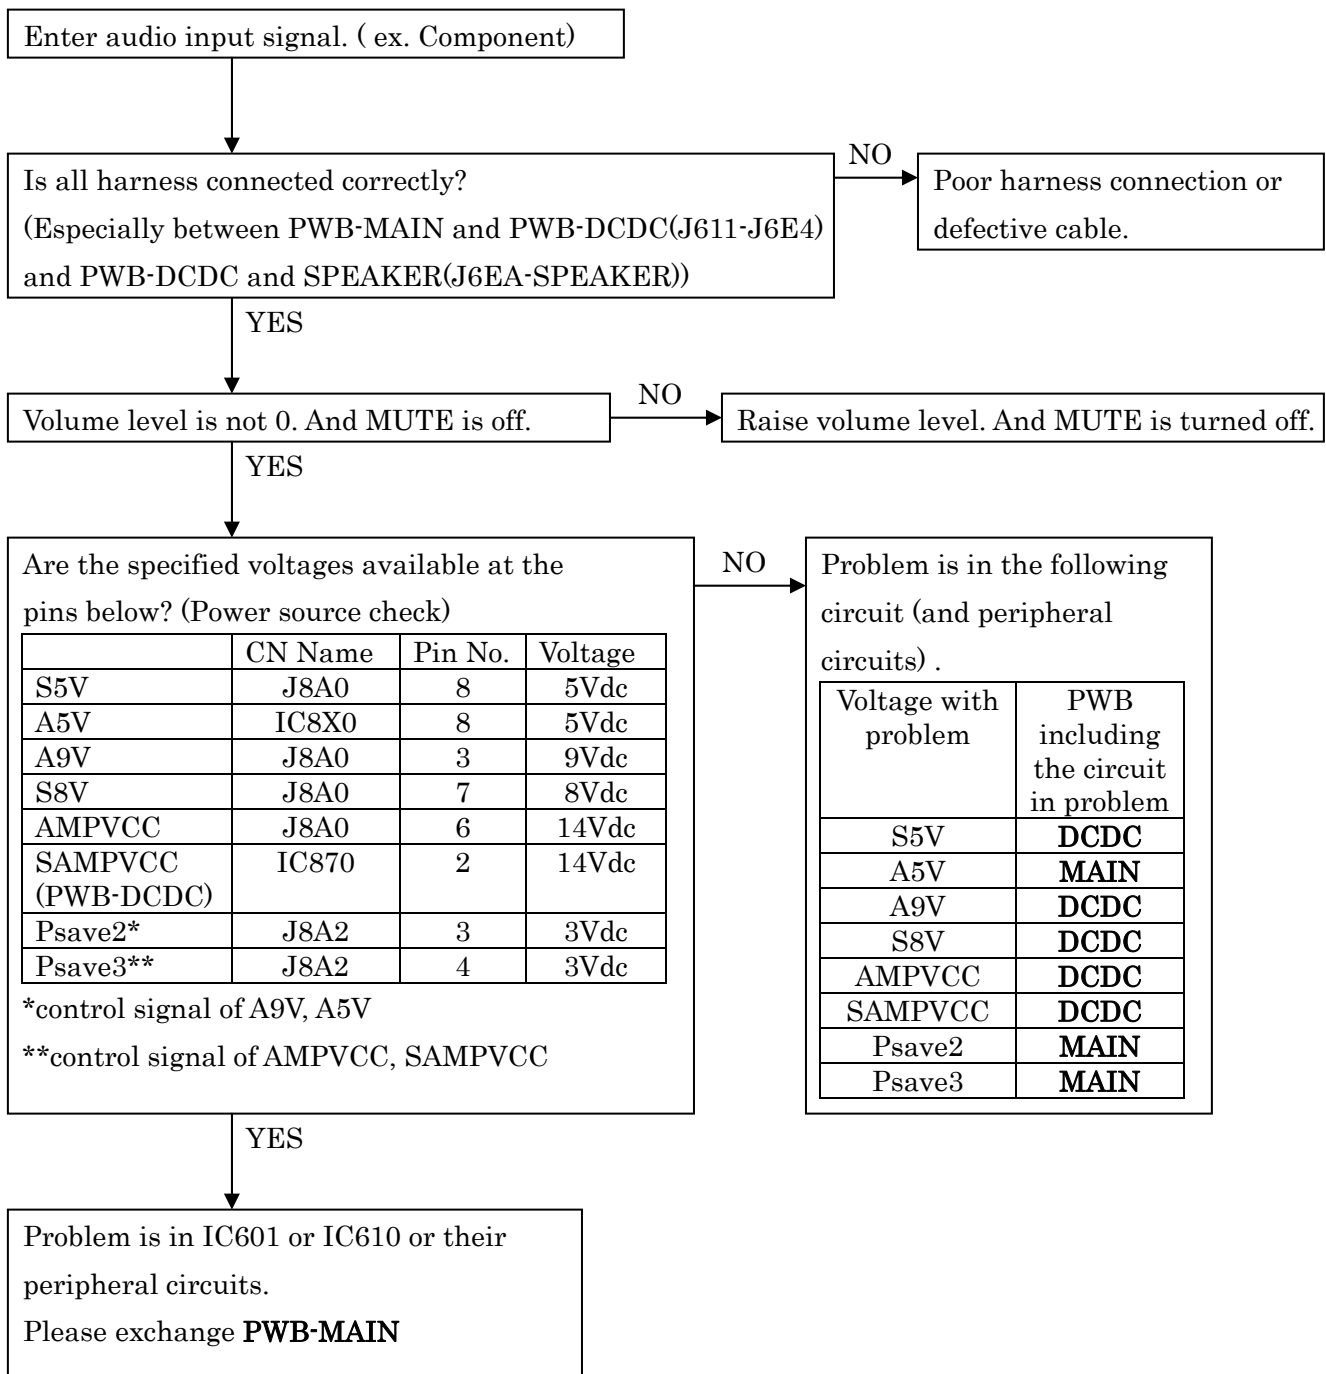 Enter audio input signal. ( ex. Component)
Is all harness connected correctly?
(Especially between PWB-MAIN and PWB-DCDC(J611-J6E4)
and PWB-DCDC and SPEAKER(J6EA-SPEAKER))
NO
Poor harness connection or
defective cable.
YES
Volume level is not 0. And MUTE is off.
NO
Raise volume level. And MUTE is turned off.
YES
Are the specified voltages available at the
pins below? (Power source check)
CN Name Pin No. Voltage
S5V J8A0 8 5Vdc
A5V IC8X0 8 5Vdc
A9V J8A0 3 9Vdc
S8V J8A0 7 8Vdc
AMPVCC J8A0 6 14Vdc
SAMPVCC IC870 2 14Vdc
(PWB-DCDC)
Psave2* J8A2 3 3Vdc
Psave3** J8A2 4 3Vdc
*control signal of A9V, A5V
**control signal of AMPVCC, SAMPVCC
NO
Problem is in the following
circuit (and peripheral
circuits) .
Voltage with PWB
problem including
the circuit
in problem
S5V DCDC
A5V MAIN
A9V DCDC
S8V DCDC
AMPVCC DCDC
SAMPVCC DCDC
Psave2 MAIN
Psave3 MAIN
YES
Problem is in IC601 or IC610 or their
peripheral circuits.
Please exchange PWB-MAIN